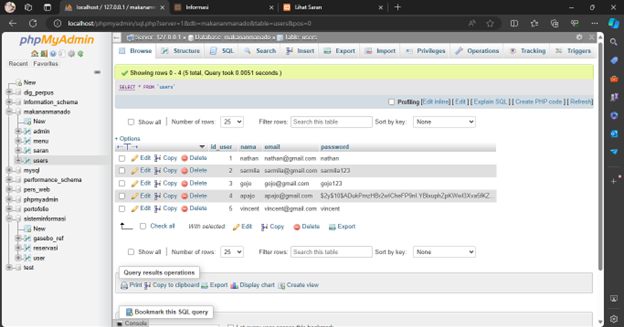 localhost / 127.0.0.1 / makanar
Informasi
Lihat Saran
localhost/phpmyadmin/sql.php?server=1&db=makananmanado&table=users&pos=0
phpMyAdmin
Recent Favorites
New
dig_perpus
information_schema
makananmanado
New
admin
menu
saran
users
mysql
performance_schema
pers_web
phpmyadmin
portofolio
sisteminformasi
New
gasebo_ref
reservasi
user
test
Server: 127.0.0.1 » Database: makananmanado » Table: users
Browse Structure SQL Search Insert Export Import Privileges Operations Tracking Triggers
Showing rows 0 - 4 (5 total, Query took 0.0051 seconds.)
SELECT * FROM `users`
Profiling [Edit inline] [ Edit ] [ Explain SQL ] [ Create PHP code ] [ Refresh]
Show all Number of rows: 25 Filter rows: Search this table Sort by key: None
+ Options
id_user nama email password
Edit Copy Delete 1 nathan nathan@gmail.com nathan
Edit Copy Delete 2 sarmila sarmila@gmail.com sarmila123
Edit Copy Delete 3 gojo gojo@gmail.com gojo123
Edit Copy Delete 4 apajo apajo@gmail.com
Edit Copy Delete 5 vincent vincent@gmail.com vincent
Check all With selected: Edit Copy Delete Export
Show all Number of rows: 25 Filter rows: Search this table Sort by key: None
Query results operations
Print Copy to clipboard Export Display chart Create view
Bookmark this SQL query
Console